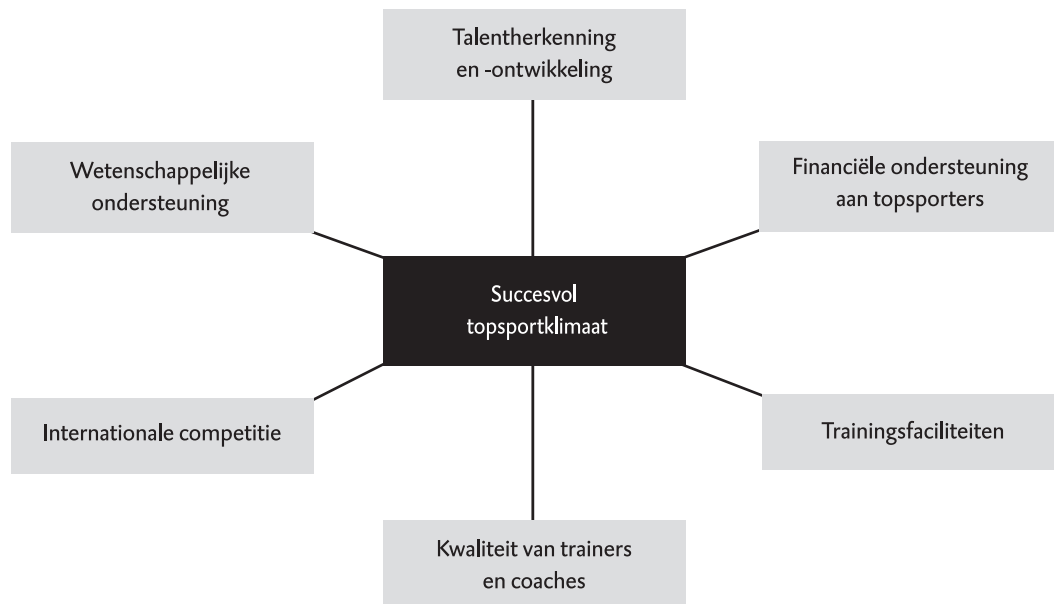 Talentherkenning
en -ontwikkeling
Wetenschappelijke
ondersteuning
Financiële ondersteuning
aan topsporters
Succesvol
topsportklimaat
Internationale competitie
Trainingsfaciliteiten
Kwaliteit van trainers
en coaches